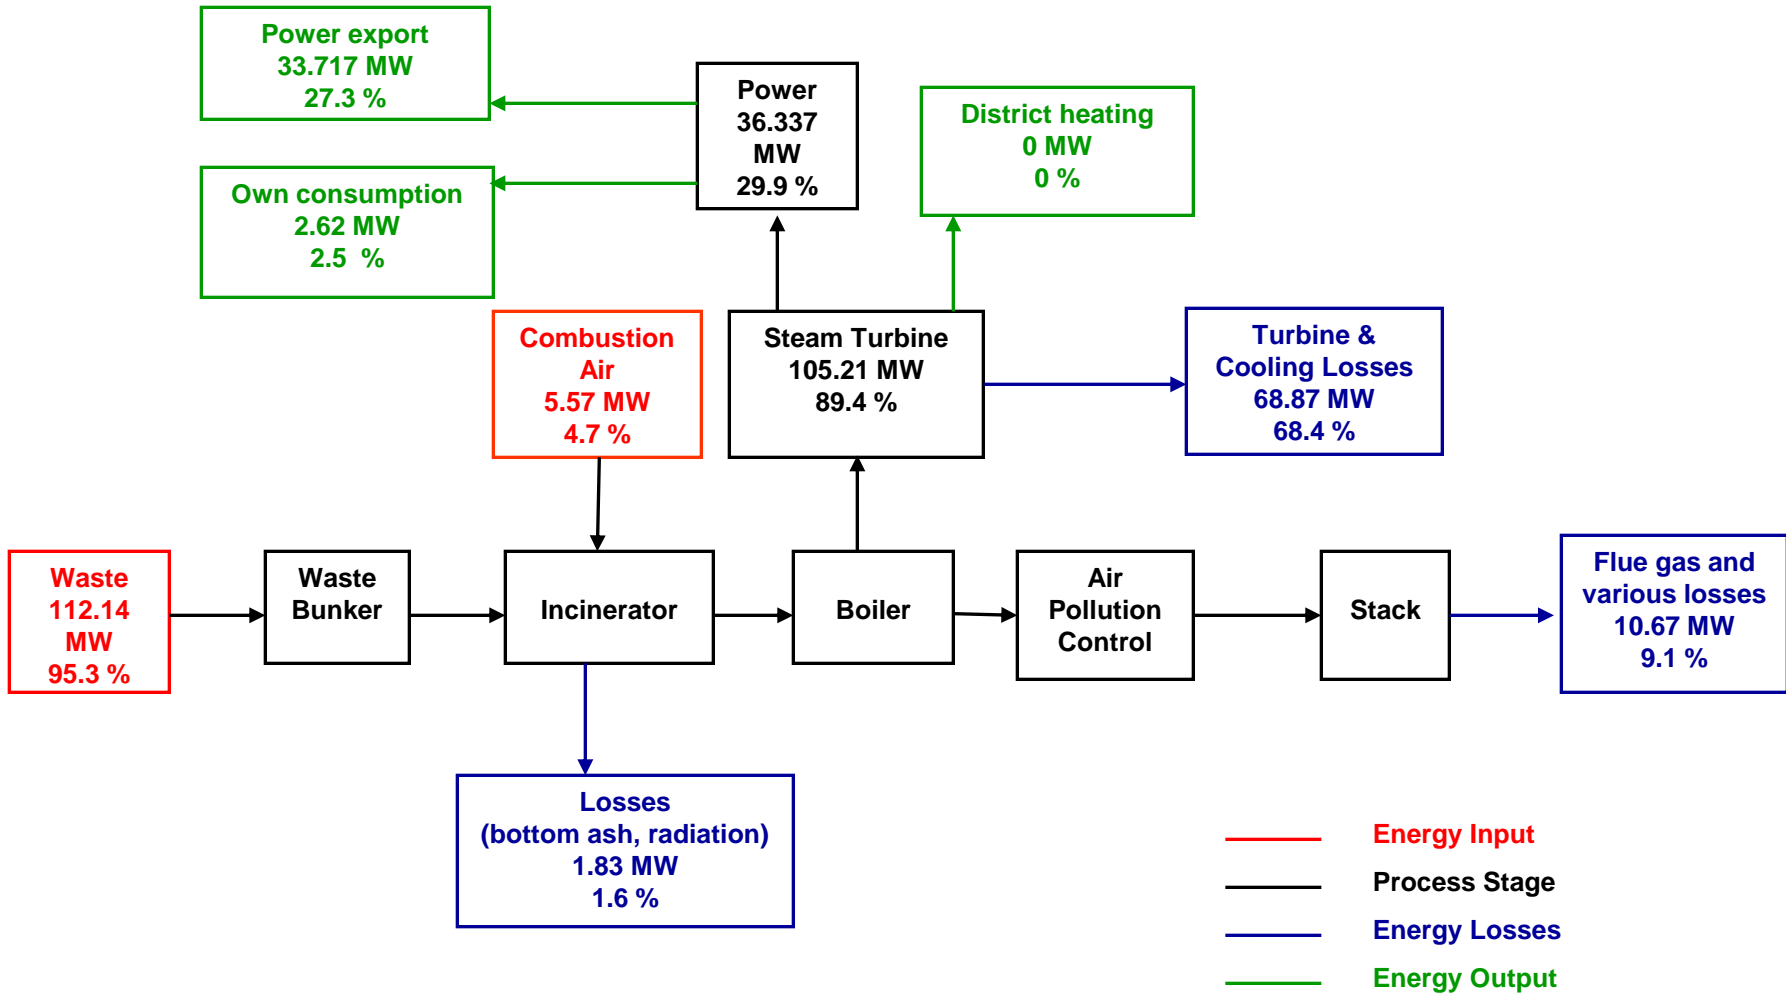 Power export
33.717 MW
27.3 %
Power
36.337
MW
29.9 %
District heating
0 MW
0 %
Own consumption
2.62 MW
2.5 %
Combustion
Air
5.57 MW
4.7 %
Steam Turbine
105.21 MW
89.4 %
Turbine &
Cooling Losses
68.87 MW
68.4 %
Waste
112.14
MW
95.3 %
Waste
Bunker
Incinerator
Boiler
Air
Pollution
Control
Stack
Flue gas and
various losses
10.67 MW
9.1 %
Losses
(bottom ash, radiation)
1.83 MW
1.6 %
Energy Input
Process Stage
Energy Losses
Energy Output